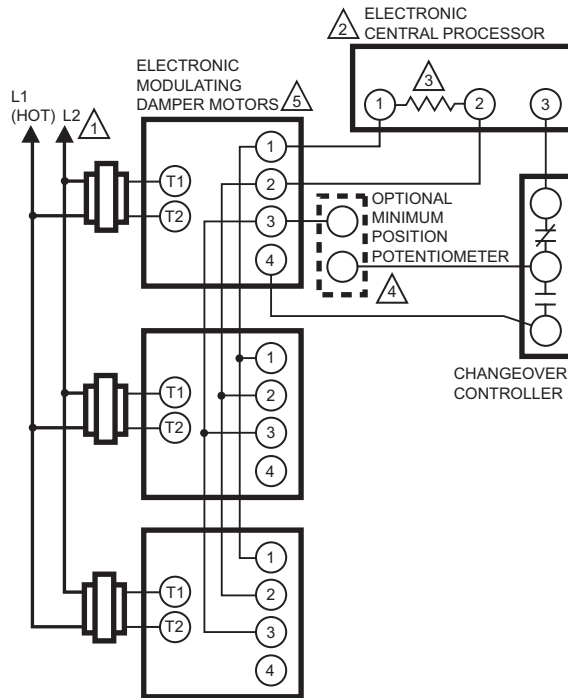 ELECTRONIC
2 CENTRAL PROCESSOR
ELECTRONIC
MODULATING
DAMPER MOTORS 5
L1
(HOT) L2 1
3
1 2 3
T1
T2
1
2
3
4
OPTIONAL
MINIMUM
POSITION
POTENTIOMETER
4
CHANGEOVER
CONTROLLER
T1
T2
1
2
3
4
T1
T2
1
2
3
4